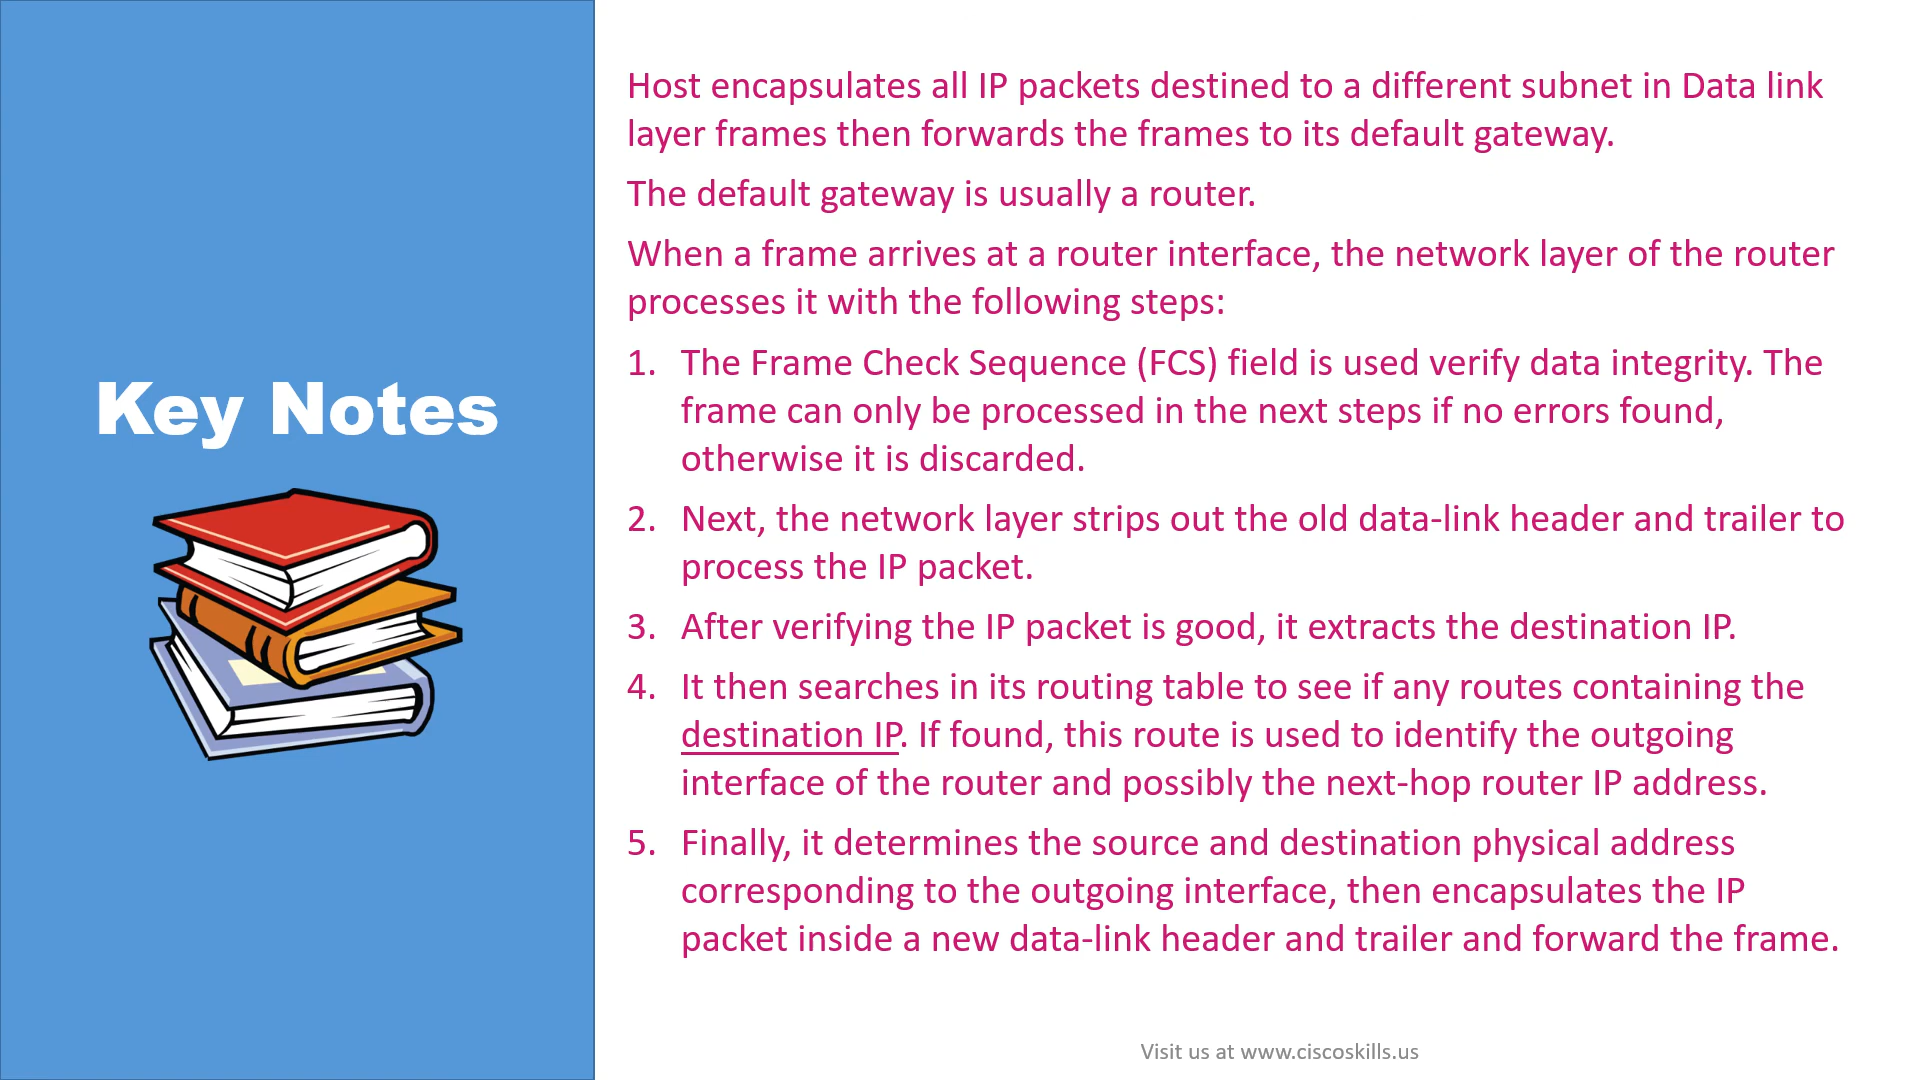 Key Notes
Host encapsulates all IP packets destined to a different subnet in Data link
layer frames then forwards the frames to its default gateway.
The default gateway is usually a router.
When a frame arrives at a router interface, the network layer of the router
processes it with the following steps:
1. The Frame Check Sequence (FCS) field is used verify data integrity. The
frame can only be processed in the next steps if no errors found,
otherwise it is discarded.
2. Next, the network layer strips out the old data-link header and trailer to
process the IP packet.
3. After verifying the IP packet is good, it extracts the destination IP.
4. It then searches in its routing table to see if any routes containing the
destination IP. If found, this route is used to identify the outgoing
interface of the router and possibly the next-hop router IP address.
5. Finally, it determines the source and destination physical address
corresponding to the outgoing interface, then encapsulates the IP
packet inside a new data-link header and trailer and forward the frame.
Visit us at www.ciscoskills.us